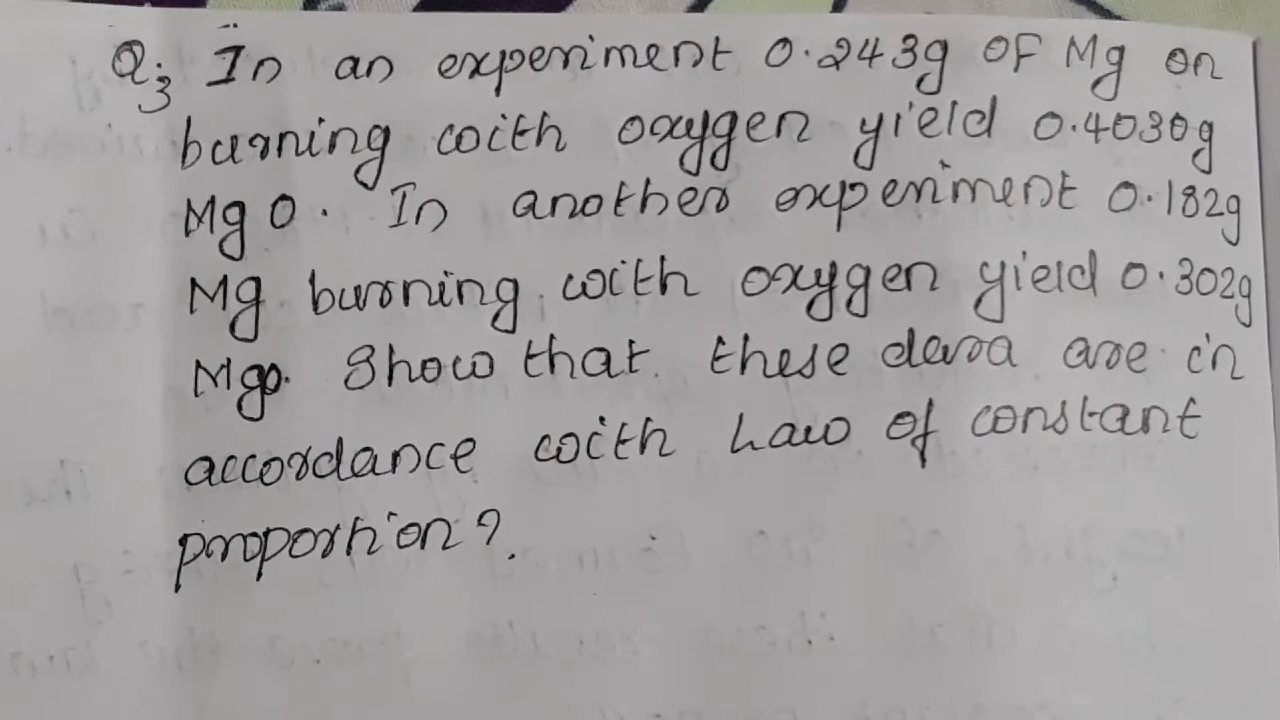 Q:3 In an experiment 0.243g OF Mg on
burning with oxygen yield 0.4030g
MgO. In another experiment 0.182g
Mg burning with oxygen yield 0.302g
Mgo. Show that these dara are in
accordance with Law of constant
proportion?